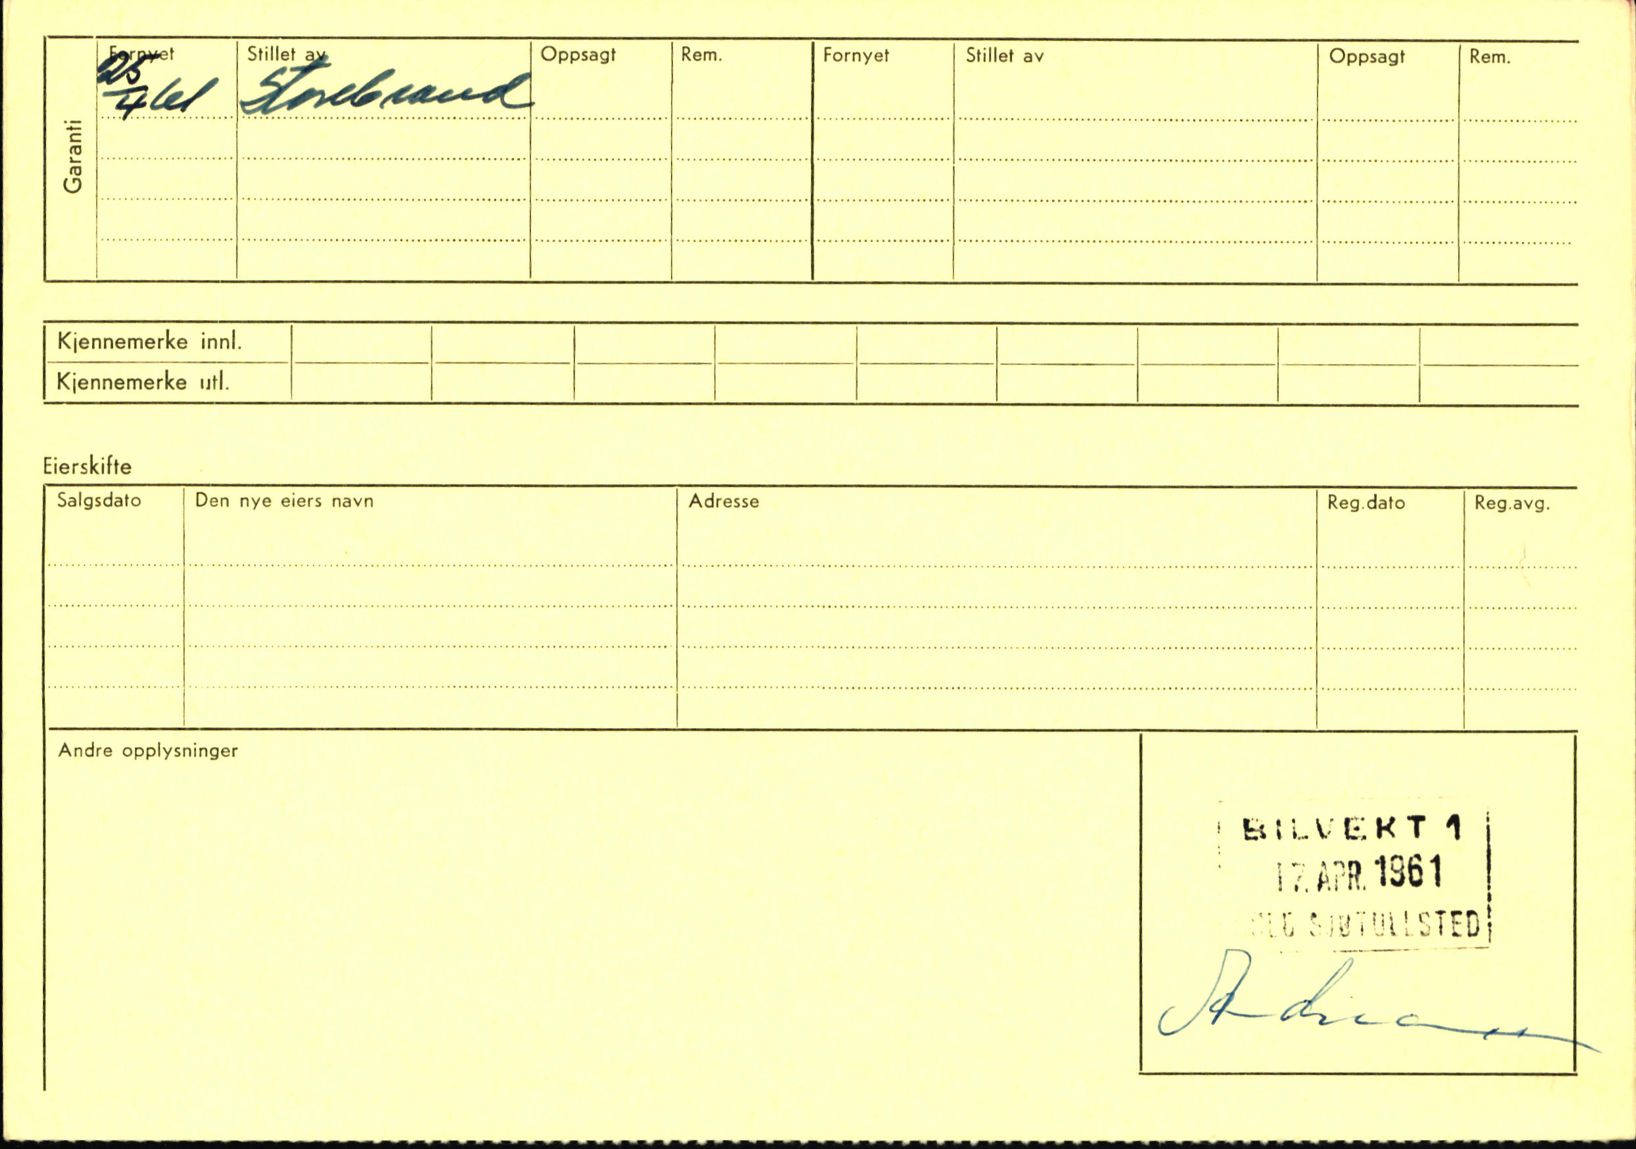 Garanti
Fornyet Stillet av Oppsagt Rem. Fornyet Stillet av Oppsagt Rem.
25/4 61 Storebrand
Kjennemerke innl.
Kjennemerke utl.
Eierskifte
Salgsdato Den nye eiers navn Adresse Reg.dato Reg.avg.
Andre opplysninger
BILVEKT 1
17. APR. 1961
SJØTOLLSTED